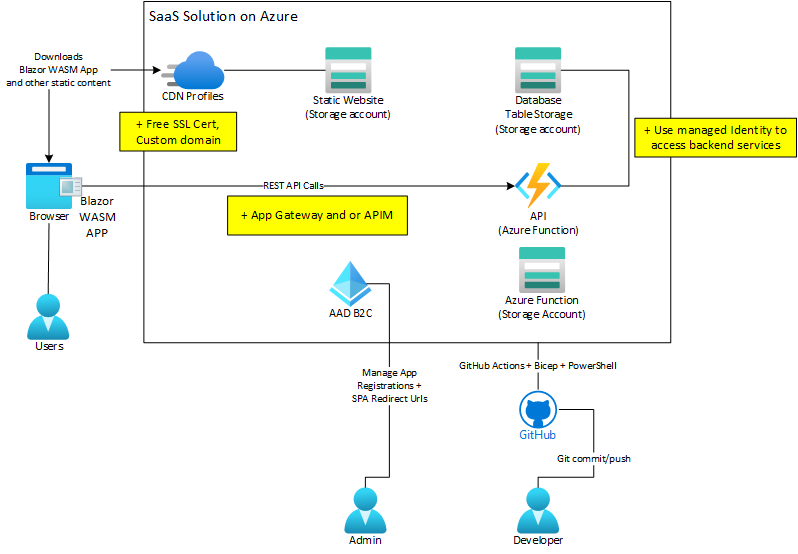 SaaS Solution on Azure
Downloads
Blazor WASM App
and other static content
CDN Profiles
Static Website
(Storage account)
Database
Table Storage
(Storage account)
+ Free SSL Cert,
Custom domain
+ Use managed Identity to
access backend services
REST API Calls
Browser
Blazor
WASM
APP
+ App Gateway and or APIM
API
(Azure Function)
Azure Function
(Storage Account)
AAD B2C
Users
Manage App
Registrations +
SPA Redirect Urls
GitHub Actions + Bicep + PowerShell
GitHub
Git commit/push
Admin
Developer